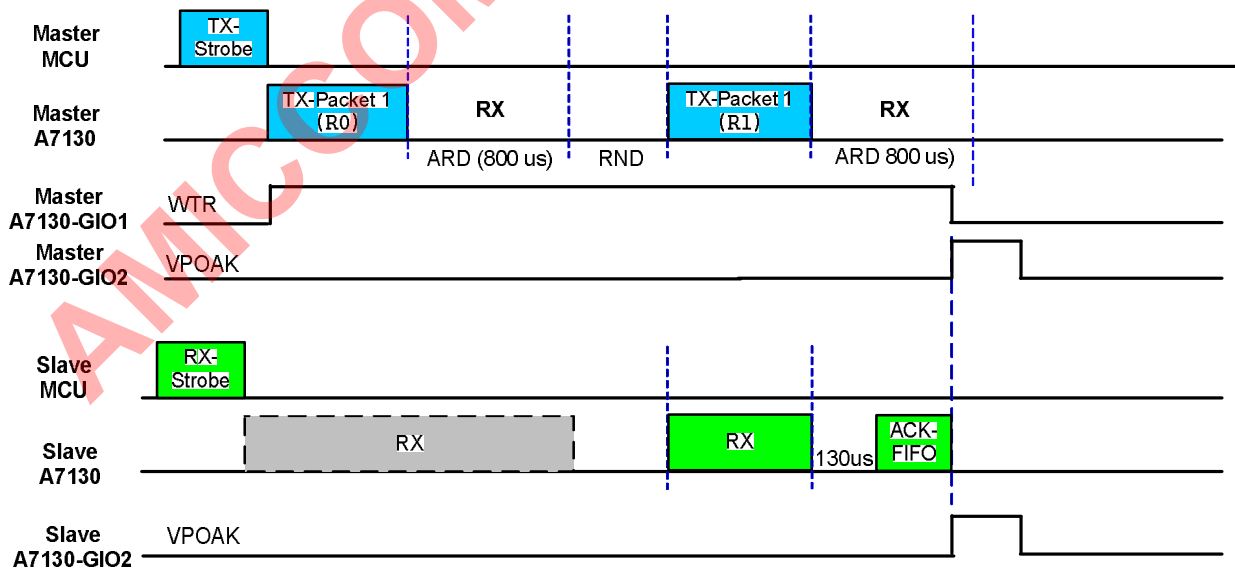 Master
MCU
TX-
Strobe
Master
A7130
TX-Packet 1
(R0)
RX
TX-Packet 1
(R1)
RX
ARD (800 us)
RND
ARD 800 us)
Master
A7130-GIO1
WTR
Master
A7130-GIO2
VPOAK
Slave
MCU
RX-
Strobe
Slave
A7130
RX
RX
130us
ACK-
FIFO
Slave
A7130-GIO2
VPOAK
AMICCOM